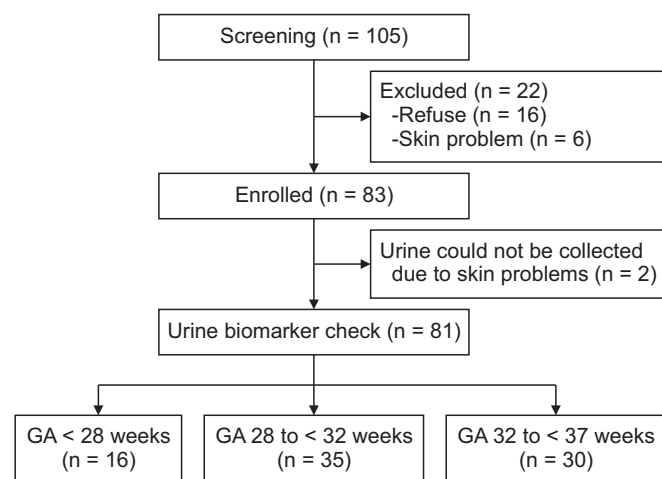 Screening (n = 105)
Excluded (n = 22)
-Refuse (n = 16)
-Skin problem (n = 6)
Enrolled (n = 83)
Urine could not be collected
due to skin problems (n = 2)
Urine biomarker check (n = 81)
GA < 28 weeks
(n = 16)
GA 28 to < 32 weeks
(n = 35)
GA 32 to < 37 weeks
(n = 30)